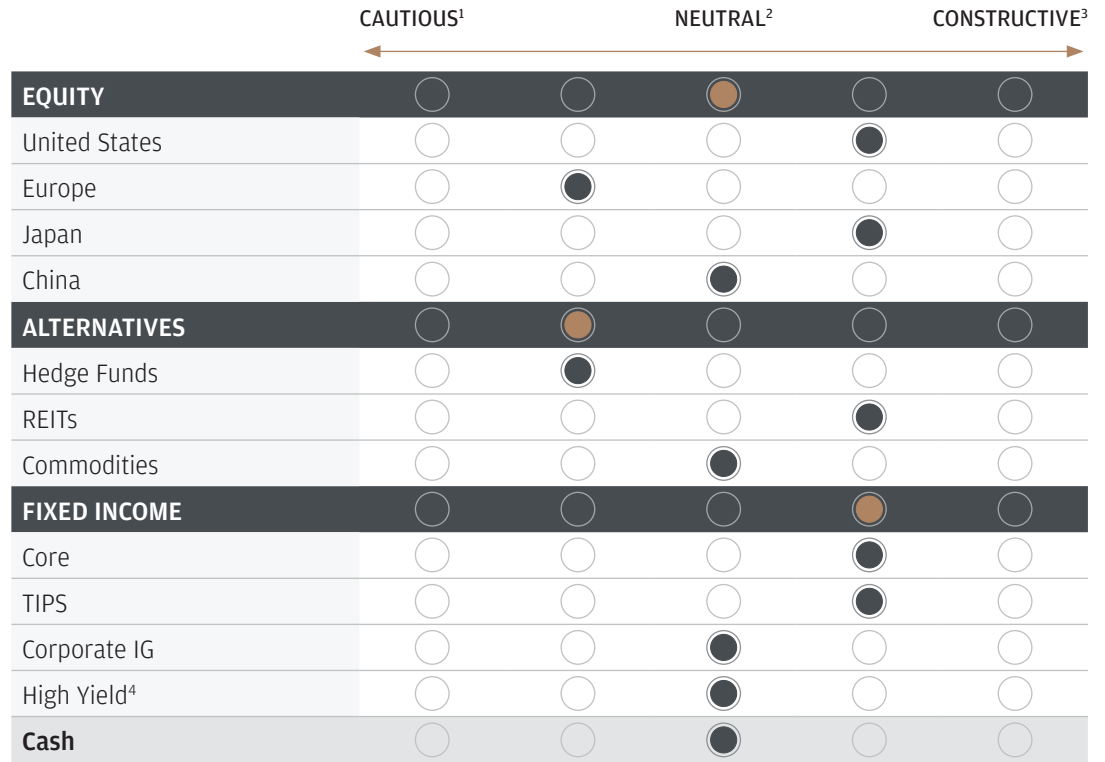 CAUTIOUS¹ NEUTRAL² CONSTRUCTIVE³
EQUITY
United States
Europe
Japan
China
ALTERNATIVES
Hedge Funds
REITs
Commodities
FIXED INCOME
Core
TIPS
Corporate IG
High Yield⁴
Cash